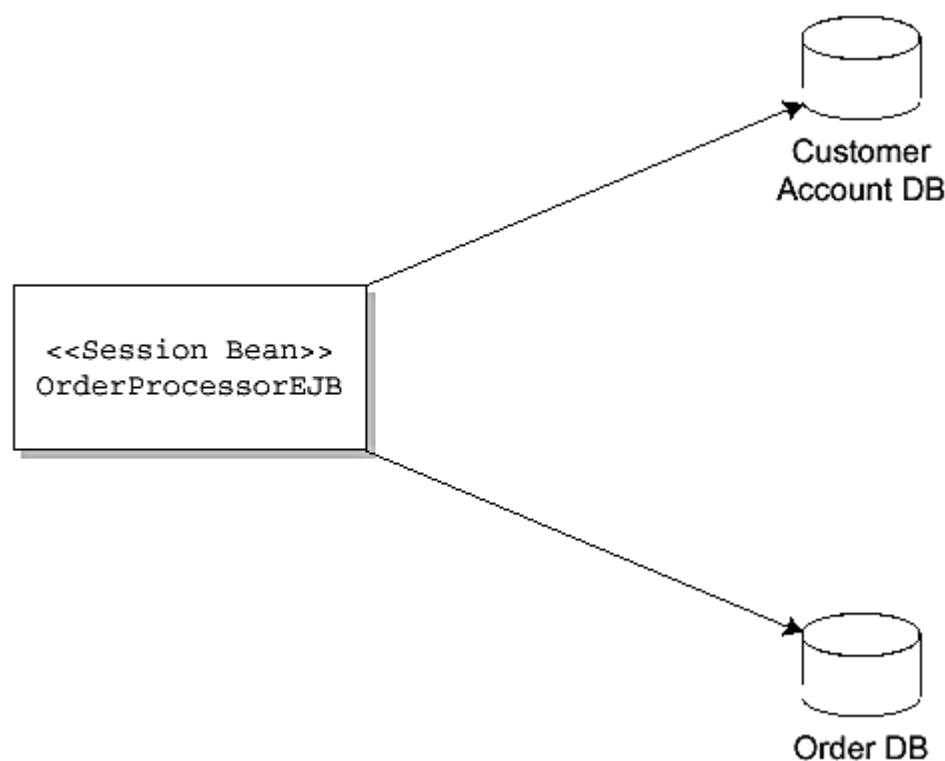 Customer
Account DB
<<Session Bean>>
OrderProcessorEJB
Order DB